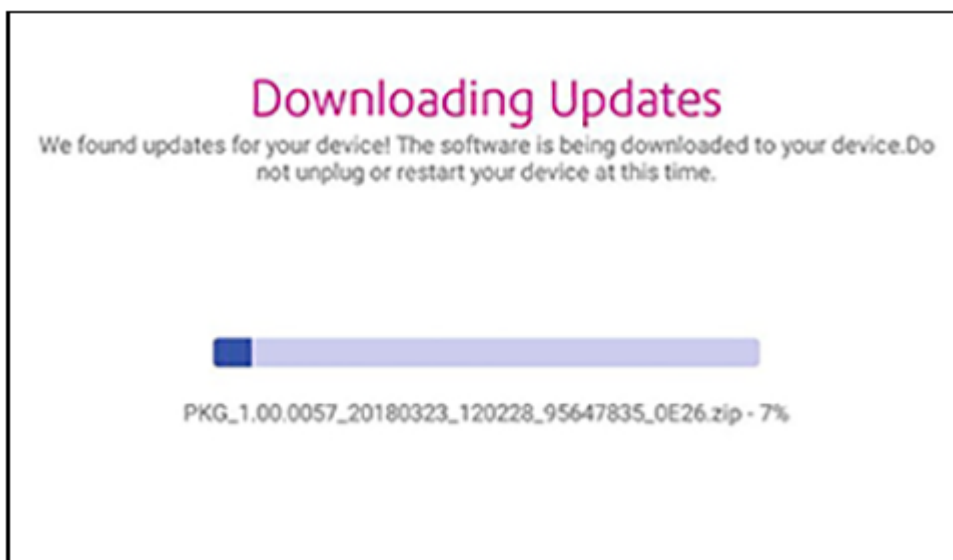 Downloading Updates
We found updates for your device! The software is being downloaded to your device.Do
not unplug or restart your device at this time.
PKG_1.00.0057_20180323_120228_95647835_0E26.zip - 7%